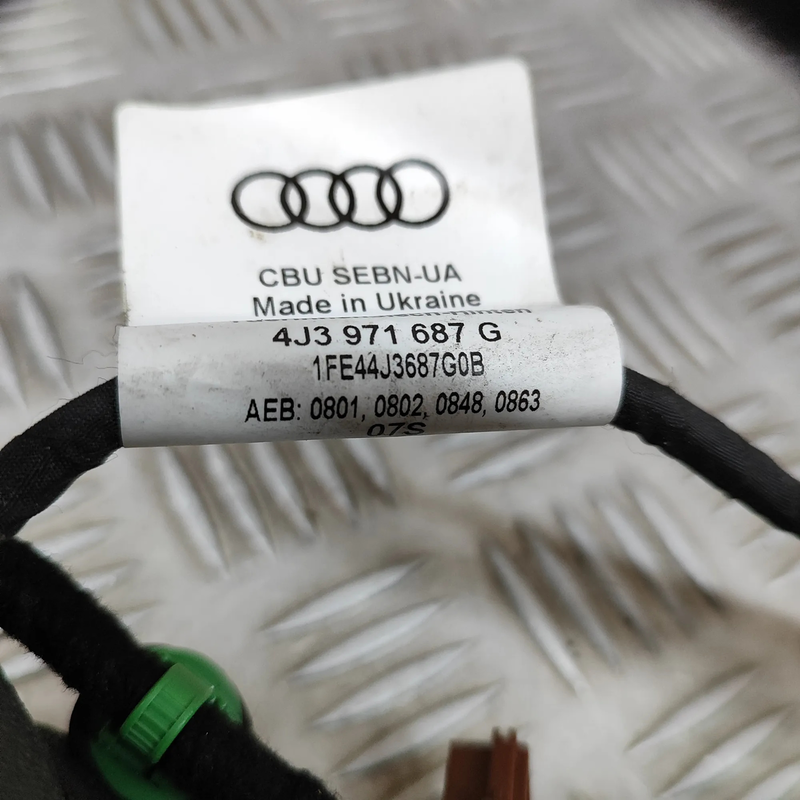 CBU SEBN-UA
Made in Ukraine
4J3 971 687 G
1FE44J3687G0B
AEB: 0801, 0802, 0848, 0863
07S